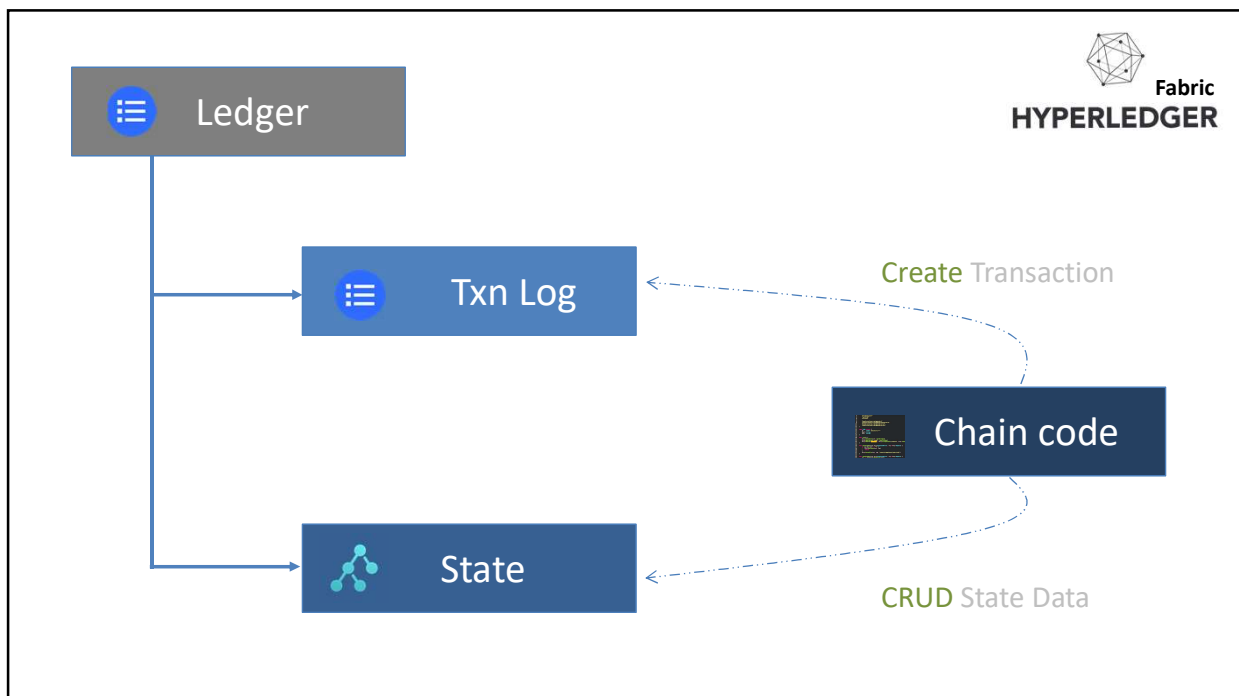 Ledger
Fabric
HYPERLEDGER
Txn Log
Create Transaction
Chain code
State
CRUD State Data